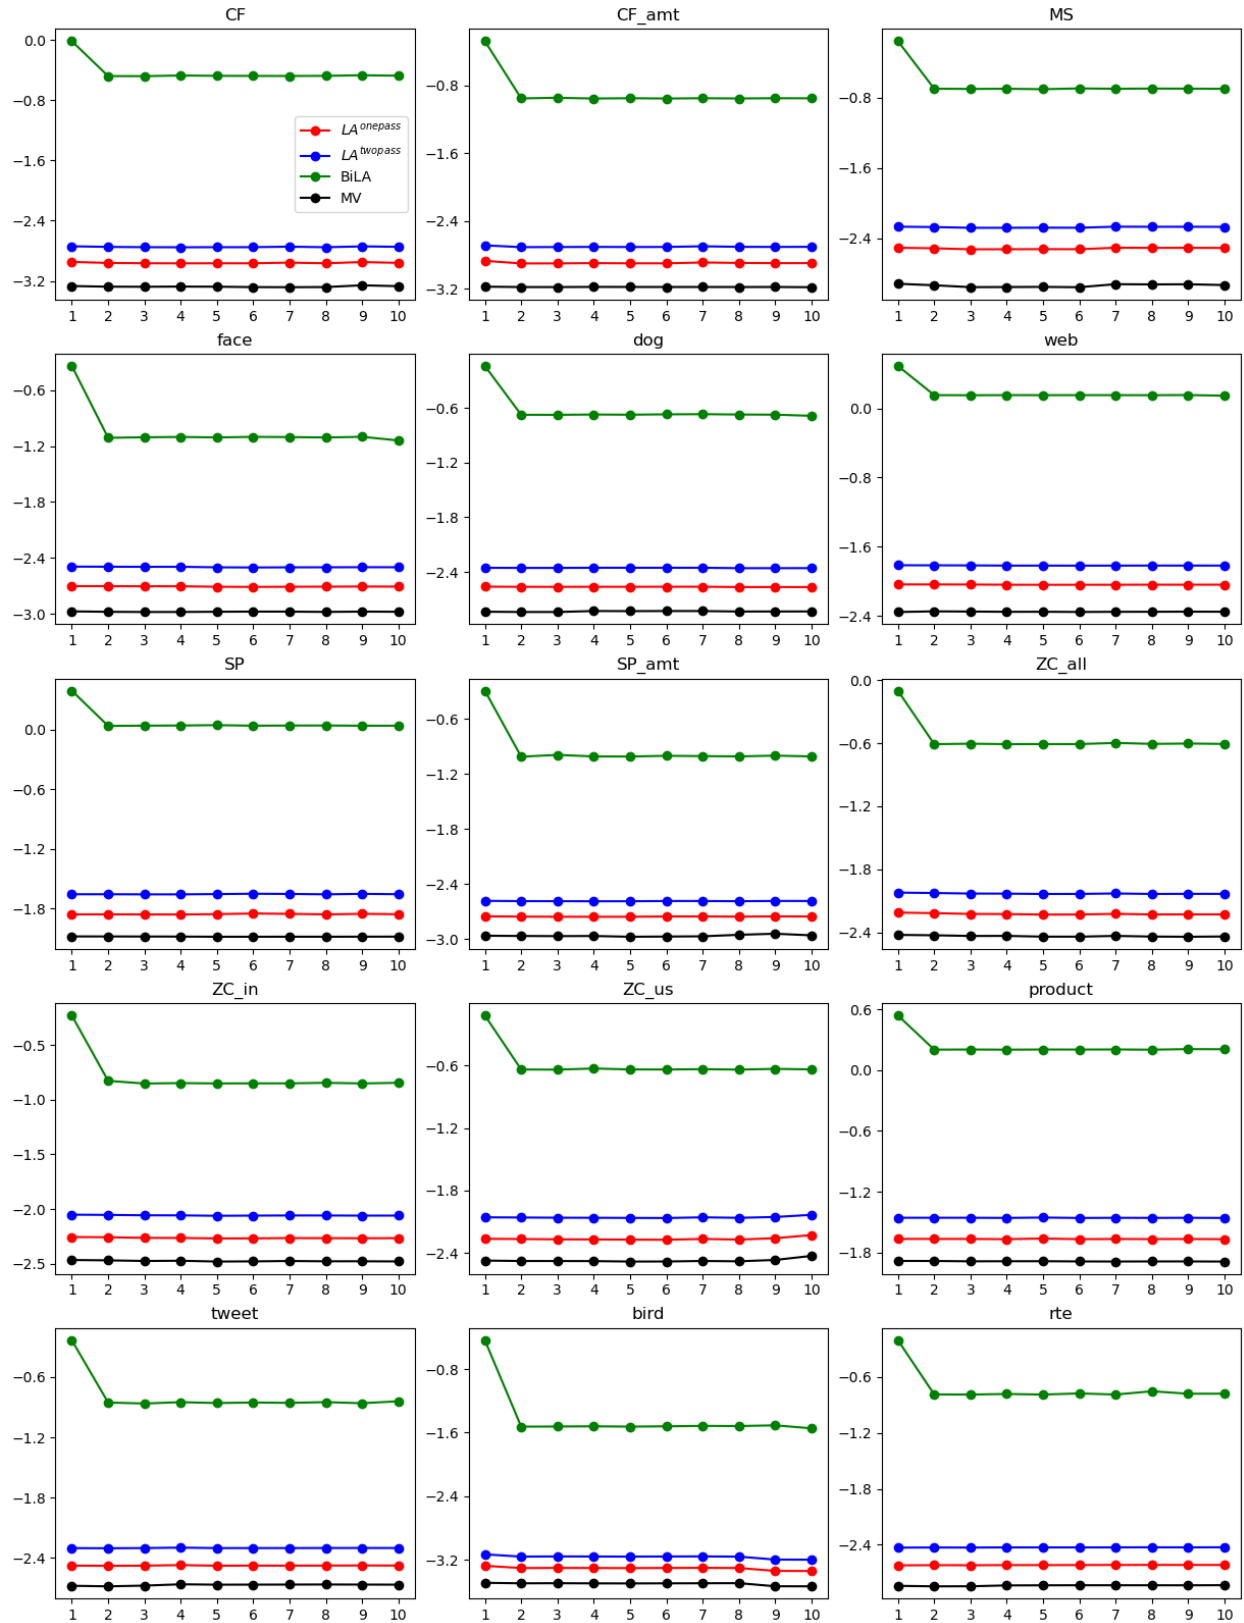 CF CF_amt MS
0.0
−0.8
−1.6
−2.4
−3.2
LA^onepass
LA^twopass
BiLA
MV
1 2 3 4 5 6 7 8 9 10
−0.8
−1.6
−2.4
−3.2
1 2 3 4 5 6 7 8 9 10
−0.8
−1.6
−2.4
1 2 3 4 5 6 7 8 9 10
face dog web
−0.6
−1.2
−1.8
−2.4
−3.0
1 2 3 4 5 6 7 8 9 10
−0.6
−1.2
−1.8
−2.4
1 2 3 4 5 6 7 8 9 10
0.0
−0.8
−1.6
−2.4
1 2 3 4 5 6 7 8 9 10
SP SP_amt ZC_all
0.0
−0.6
−1.2
−1.8
1 2 3 4 5 6 7 8 9 10
−0.6
−1.2
−1.8
−2.4
−3.0
1 2 3 4 5 6 7 8 9 10
0.0
−0.6
−1.2
−1.8
−2.4
1 2 3 4 5 6 7 8 9 10
ZC_in ZC_us product
−0.5
−1.0
−1.5
−2.0
−2.5
1 2 3 4 5 6 7 8 9 10
−0.6
−1.2
−1.8
−2.4
1 2 3 4 5 6 7 8 9 10
0.6
0.0
−0.6
−1.2
−1.8
1 2 3 4 5 6 7 8 9 10
tweet bird rte
−0.6
−1.2
−1.8
−2.4
1 2 3 4 5 6 7 8 9 10
−0.8
−1.6
−2.4
−3.2
1 2 3 4 5 6 7 8 9 10
−0.6
−1.2
−1.8
−2.4
1 2 3 4 5 6 7 8 9 10